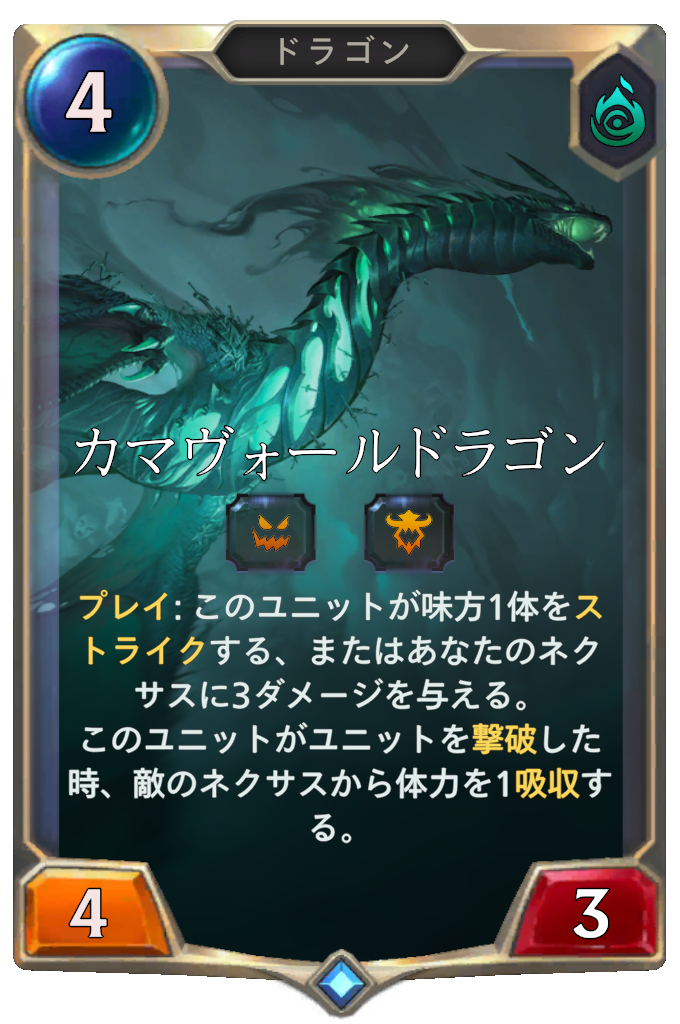 ドラゴン
4
カマヴォールドラゴン
プレイ: このユニットが味方1体をス
トライクする、またはあなたのネク
サスに3ダメージを与える。
このユニットがユニットを撃破した
時、敵のネクサスから体力を1吸収す
る。
4
3